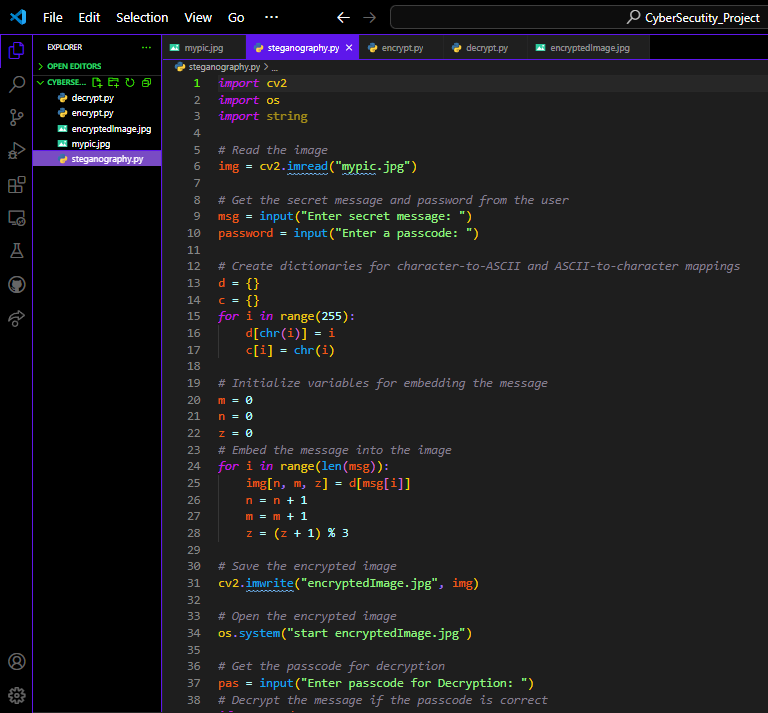 File Edit Selection View Go ··· CyberSecutity_Project
EXPLORER ···
OPEN EDITORS
CYBERSE...
decrypt.py
encrypt.py
encryptedImage.jpg
mypic.jpg
steganography.py
mypic.jpg steganography.py × encrypt.py decrypt.py encryptedImage.jpg
steganography.py > ...
1 import cv2
2 import os
3 import string
4
5 # Read the image
6 img = cv2.imread("mypic.jpg")
7
8 # Get the secret message and password from the user
9 msg = input("Enter secret message: ")
10 password = input("Enter a passcode: ")
11
12 # Create dictionaries for character-to-ASCII and ASCII-to-character mappings
13 d = {}
14 c = {}
15 for i in range(255):
16     d[chr(i)] = i
17     c[i] = chr(i)
18
19 # Initialize variables for embedding the message
20 m = 0
21 n = 0
22 z = 0
23 # Embed the message into the image
24 for i in range(len(msg)):
25     img[n, m, z] = d[msg[i]]
26     n = n + 1
27     m = m + 1
28     z = (z + 1) % 3
29
30 # Save the encrypted image
31 cv2.imwrite("encryptedImage.jpg", img)
32
33 # Open the encrypted image
34 os.system("start encryptedImage.jpg")
35
36 # Get the passcode for decryption
37 pas = input("Enter passcode for Decryption: ")
38 # Decrypt the message if the passcode is correct